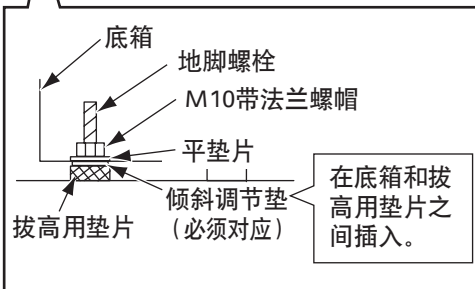 底箱
地脚螺栓
M10带法兰螺帽
平垫片
倾斜调节垫
（必须对应）
拔高用垫片
在底箱和拔
高用垫片之
间插入。